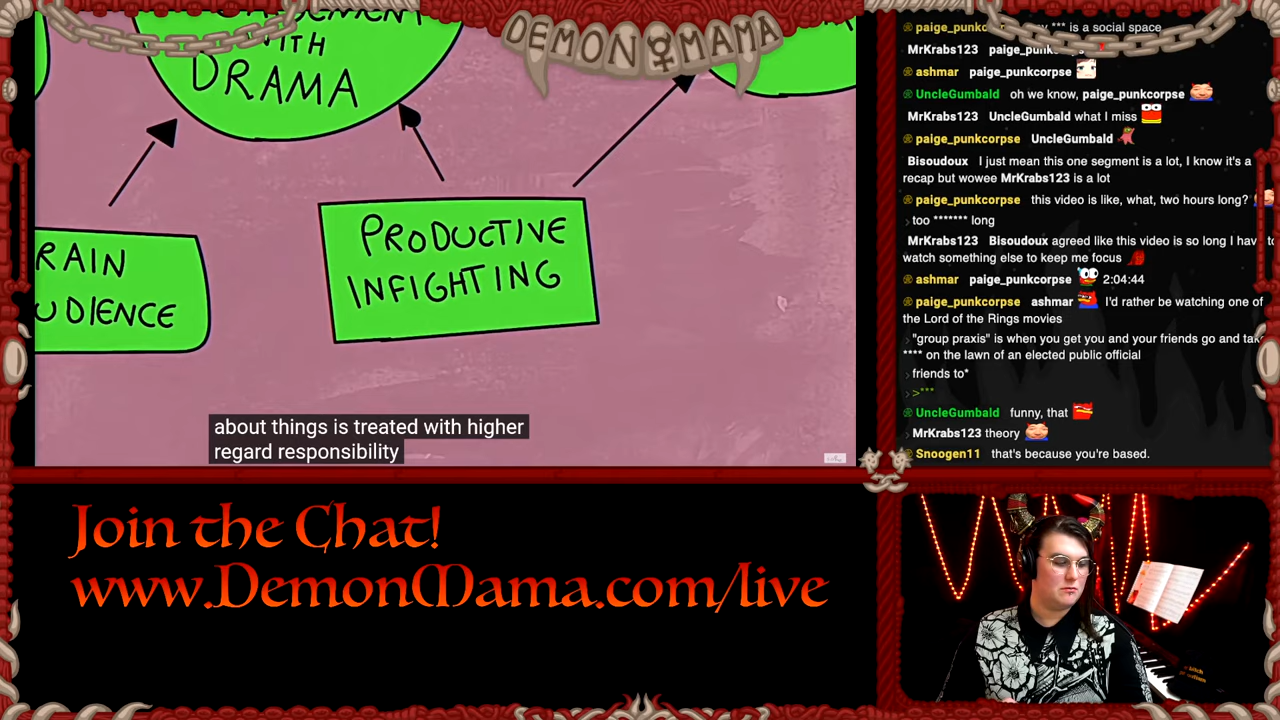 WITH
DRAMA
DEMON MAMA
RAIN
UDIENCE
PRODUCTIVE
INFIGHTING
about things is treated with higher
regard responsibility
Join the Chat!
www.DemonMama.com/live
*** is a social space
MrKrabs123 paige_punkc
ashmar paige_punkcorpse
UncleGumbald oh we know, paige_punkcorpse
MrKrabs123 UncleGumbald what I miss
paige_punkcorpse UncleGumbald
Bisoudoux I just mean this one segment is a lot, I know it's a
recap but wowee MrKrabs123 is a lot
paige_punkcorpse this video is like, what, two hours long?
too ******* long
MrKrabs123 Bisoudoux agreed like this video is so long I hav to
watch something else to keep me focus
ashmar paige_punkcorpse 2:04:44
paige_punkcorpse ashmar I'd rather be watching one of
the Lord of the Rings movies
"group praxis" is when you get you and your friends go and tak
**** on the lawn of an elected public official
friends to*
>***
UncleGumbald funny, that
MrKrabs123 theory
Snoogen11 that's because you're based.